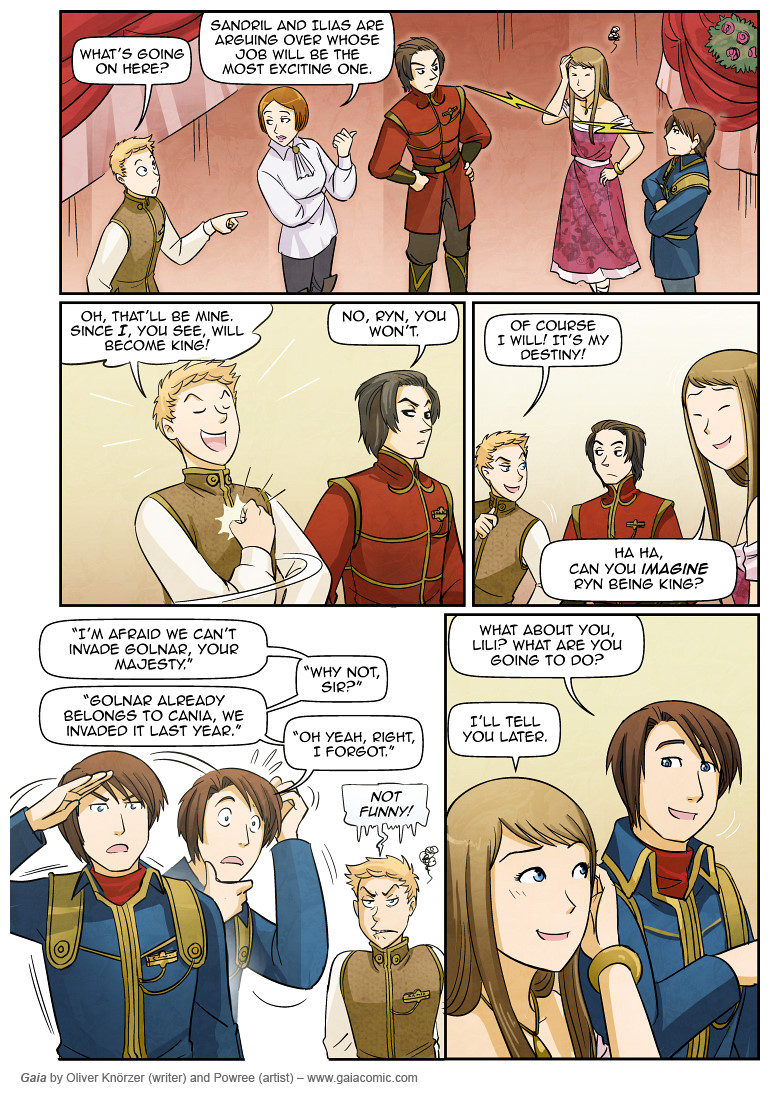 WHAT'S GOING
ON HERE?
SANDRIL AND ILIAS ARE
ARGUING OVER WHOSE
JOB WILL BE THE
MOST EXCITING ONE.
OH, THAT'LL BE MINE.
SINCE I, YOU SEE, WILL
BECOME KING!
NO, RYN, YOU
WON'T.
OF COURSE
I WILL! IT'S MY
DESTINY!
HA HA,
CAN YOU IMAGINE
RYN BEING KING?
"I'M AFRAID WE CAN'T
INVADE GOLNAR, YOUR
MAJESTY."
"WHY NOT,
SIR?"
"GOLNAR ALREADY
BELONGS TO CANIA, WE
INVADED IT LAST YEAR."
"OH YEAH, RIGHT,
I FORGOT."
NOT
FUNNY!
WHAT ABOUT YOU,
LILI? WHAT ARE YOU
GOING TO DO?
I'LL TELL
YOU LATER.
Gaia by Oliver Knörzer (writer) and Powree (artist) – www.gaiacomic.com